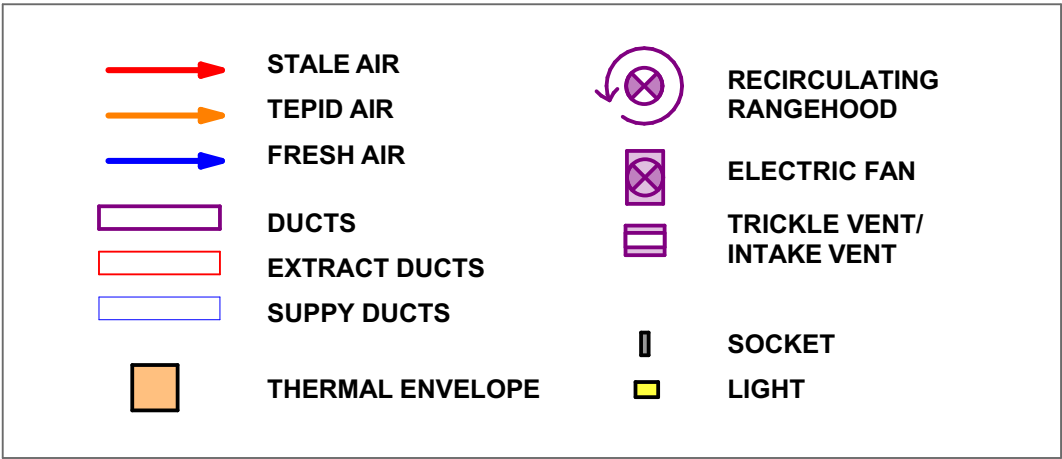 STALE AIR
TEPID AIR
FRESH AIR
DUCTS
EXTRACT DUCTS
SUPPY DUCTS
THERMAL ENVELOPE
RECIRCULATING
RANGEHOOD
ELECTRIC FAN
TRICKLE VENT/
INTAKE VENT
SOCKET
LIGHT